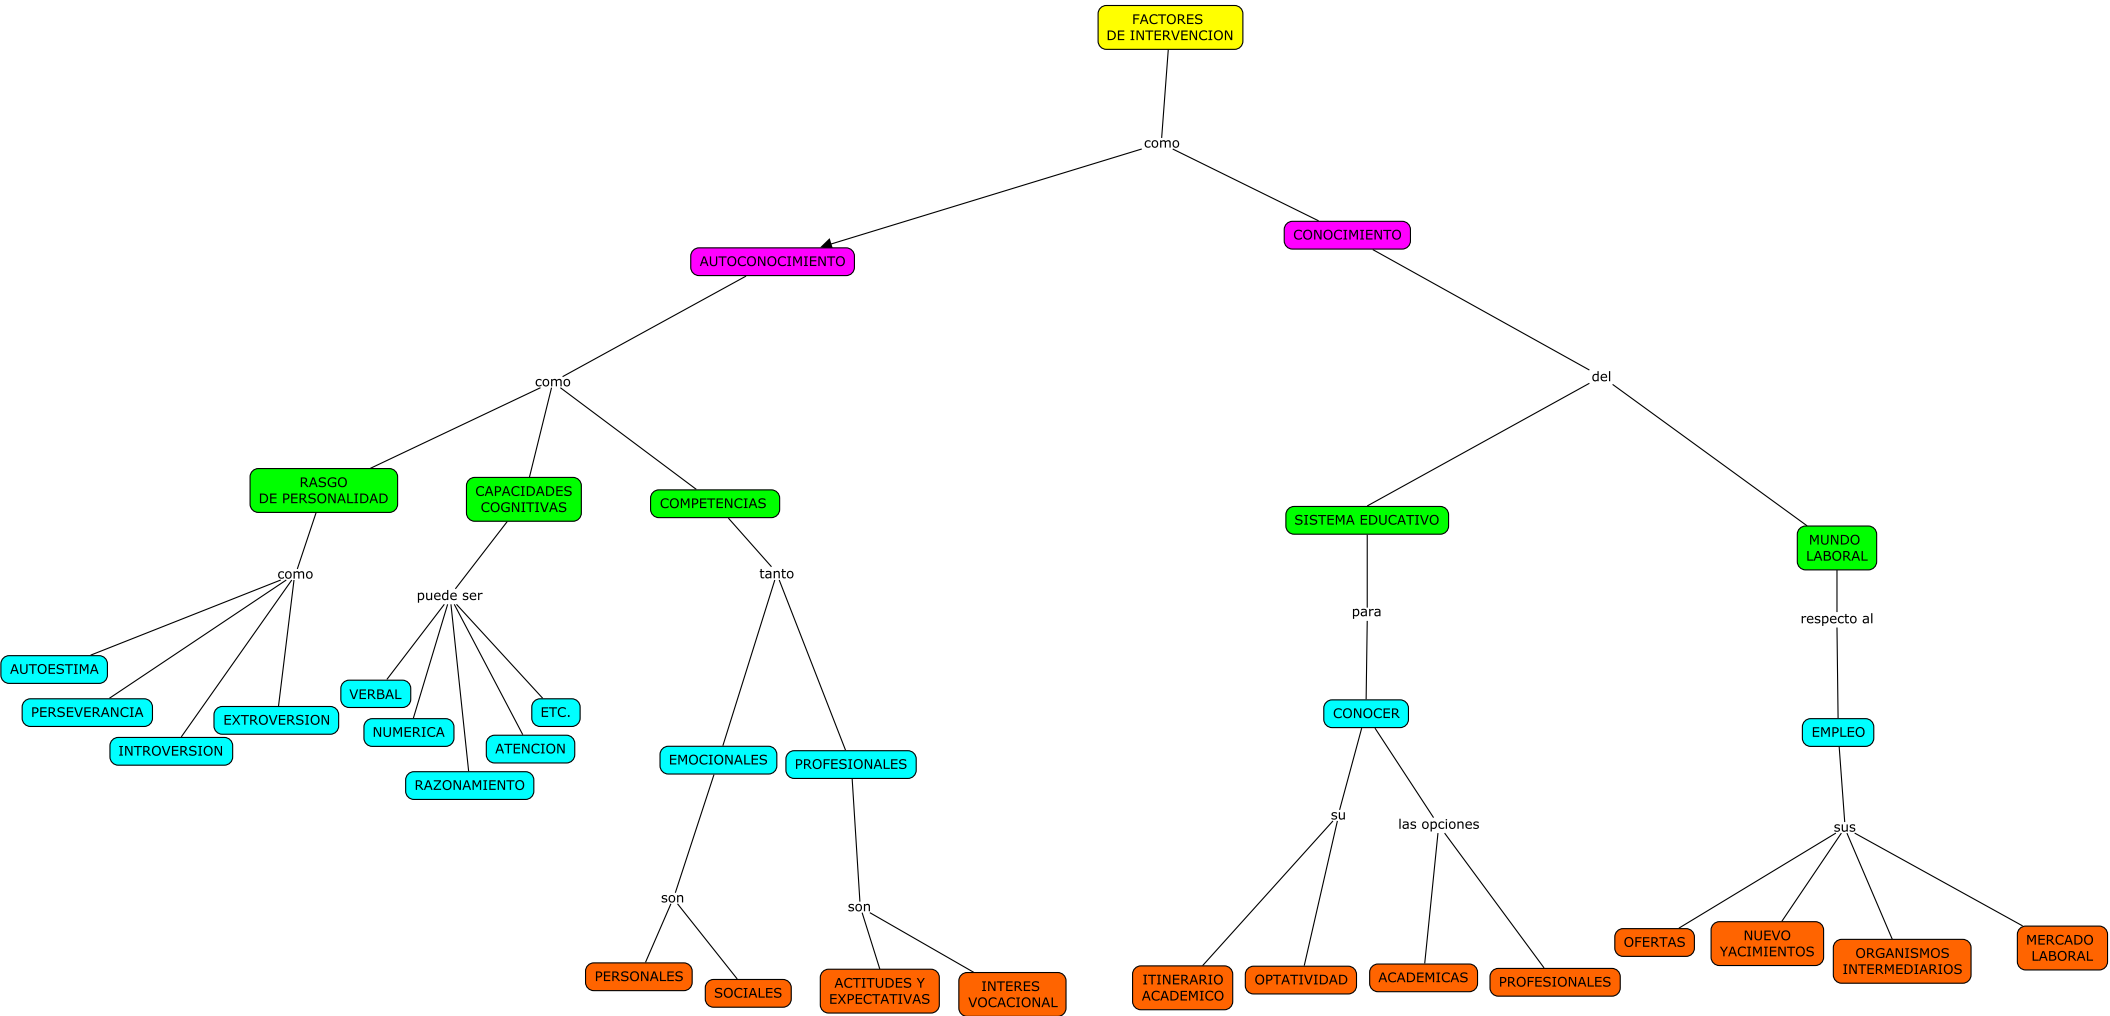 FACTORES
DE INTERVENCION
como
CONOCIMIENTO
AUTOCONOCIMIENTO
como
del
RASGO
DE PERSONALIDAD
CAPACIDADES
COGNITIVAS
COMPETENCIAS
SISTEMA EDUCATIVO
MUNDO
LABORAL
como
puede ser
tanto
para
respecto al
AUTOESTIMA
PERSEVERANCIA
INTROVERSION
EXTROVERSION
VERBAL
NUMERICA
RAZONAMIENTO
ATENCION
ETC.
EMOCIONALES
PROFESIONALES
CONOCER
EMPLEO
son
son
su
las opciones
sus
PERSONALES
SOCIALES
ACTITUDES Y
EXPECTATIVAS
INTERES
VOCACIONAL
ITINERARIO
ACADEMICO
OPTATIVIDAD
ACADEMICAS
PROFESIONALES
OFERTAS
NUEVO
YACIMIENTOS
ORGANISMOS
INTERMEDIARIOS
MERCADO
LABORAL